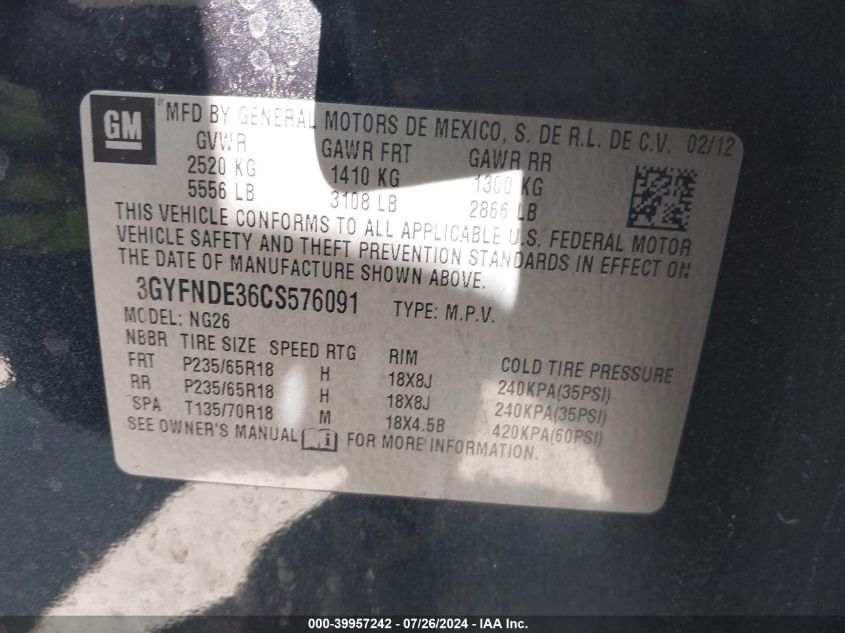 GM ® MFD BY GENERAL MOTORS DE MEXICO, S. DE R.L. DE C.V. 02/12
GVWR GAWR FRT GAWR RR
2520 KG 1410 KG 1300 KG
5556 LB 3108 LB 2866 LB
THIS VEHICLE CONFORMS TO ALL APPLICABLE U.S. FEDERAL MOTOR
VEHICLE SAFETY AND THEFT PREVENTION STANDARDS IN EFFECT ON
THE DATE OF MANUFACTURE SHOWN ABOVE.
3GYFNDE36CS576091 TYPE: M.P.V.
MODEL: NG26
NBBR TIRE SIZE SPEED RTG RIM COLD TIRE PRESSURE
FRT P235/65R18 H 18X8J 240KPA(35PSI)
RR P235/65R18 H 18X8J 240KPA(35PSI)
SPA T135/70R18 M 18X4.5B 420KPA(60PSI)
SEE OWNER'S MANUAL i FOR MORE INFORMATION.
000-39957242 - 07/26/2024 - IAA Inc.